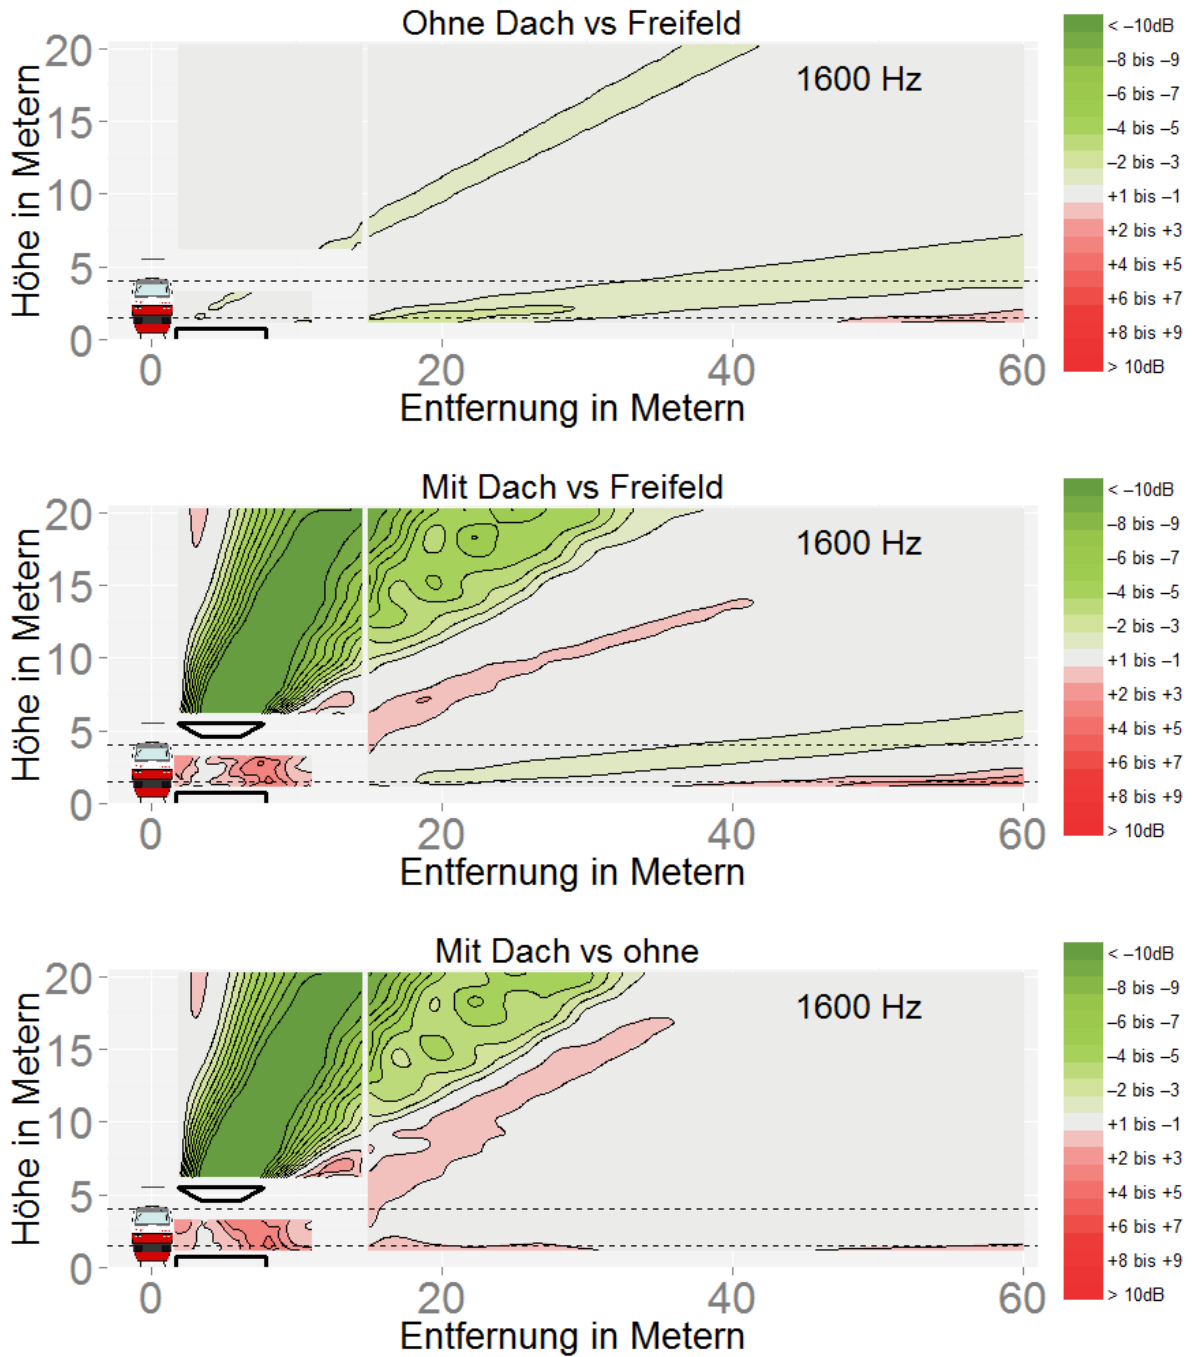 Ohne Dach vs Freifeld
1600 Hz
Höhe in Metern
20
15
10
5
0
0
20
40
60
Entfernung in Metern
< –10dB
–8 bis –9
–6 bis –7
–4 bis –5
–2 bis –3
+1 bis –1
+2 bis +3
+4 bis +5
+6 bis +7
+8 bis +9
> 10dB
Mit Dach vs Freifeld
1600 Hz
Höhe in Metern
20
15
10
5
0
0
20
40
60
Entfernung in Metern
< –10dB
–8 bis –9
–6 bis –7
–4 bis –5
–2 bis –3
+1 bis –1
+2 bis +3
+4 bis +5
+6 bis +7
+8 bis +9
> 10dB
Mit Dach vs ohne
1600 Hz
Höhe in Metern
20
15
10
5
0
0
20
40
60
Entfernung in Metern
< –10dB
–8 bis –9
–6 bis –7
–4 bis –5
–2 bis –3
+1 bis –1
+2 bis +3
+4 bis +5
+6 bis +7
+8 bis +9
> 10dB